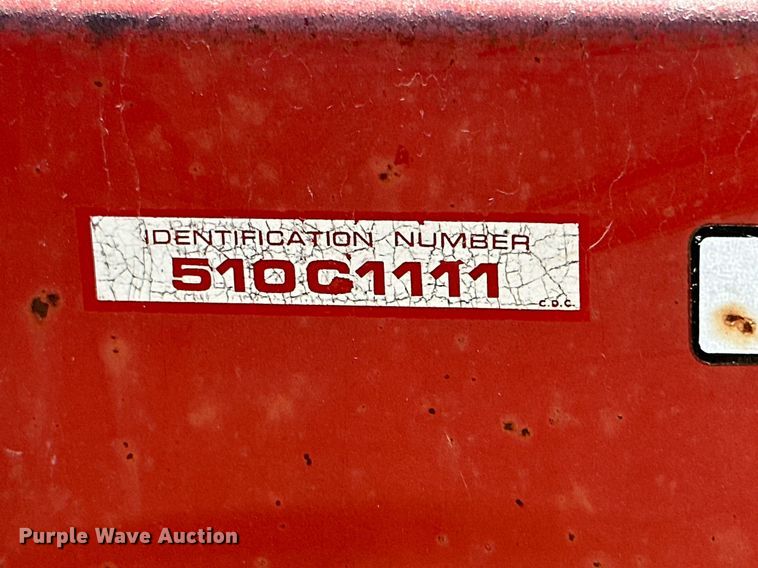 IDENTIFICATION NUMBER
510C1111
C.D.C.
Purple Wave Auction